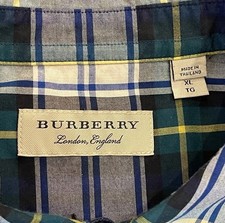 MADE IN
THAILAND
XL
TG
BURBERRY
London, England